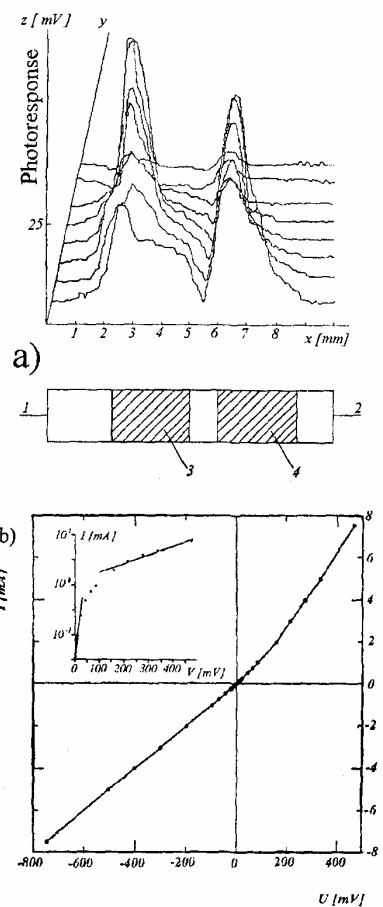 z [mV] y
Photoresponse
25
1 2 3 4 5 6 7 8
x [mm]
a)
1 2
3 4
b)
I [mA]
8
6
4
2
0
-2
-4
-6
-8
-800 -600 -400 -200 0 200 400
U [mV]
I [mA]
10¹
10⁰
10⁻¹
0 100 200 300 400
V [mV]